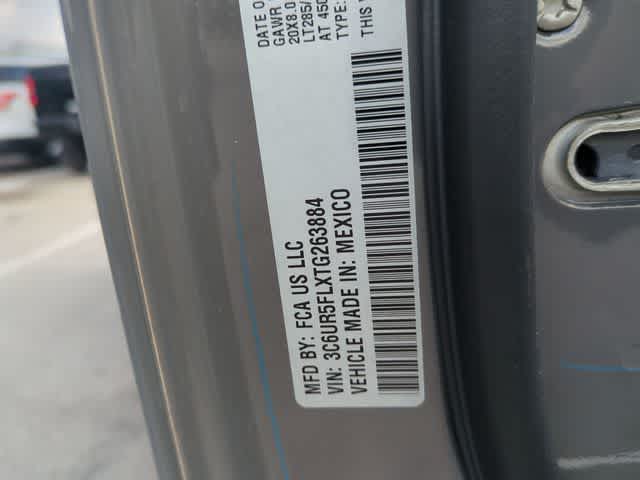 DATE O
GAWR
20X8.0
LT285/
AT 450
TYPE:
THIS V
MFD BY: FCA US LLC
VIN: 3C6UR5FLXTG263884
VEHICLE MADE IN: MEXICO